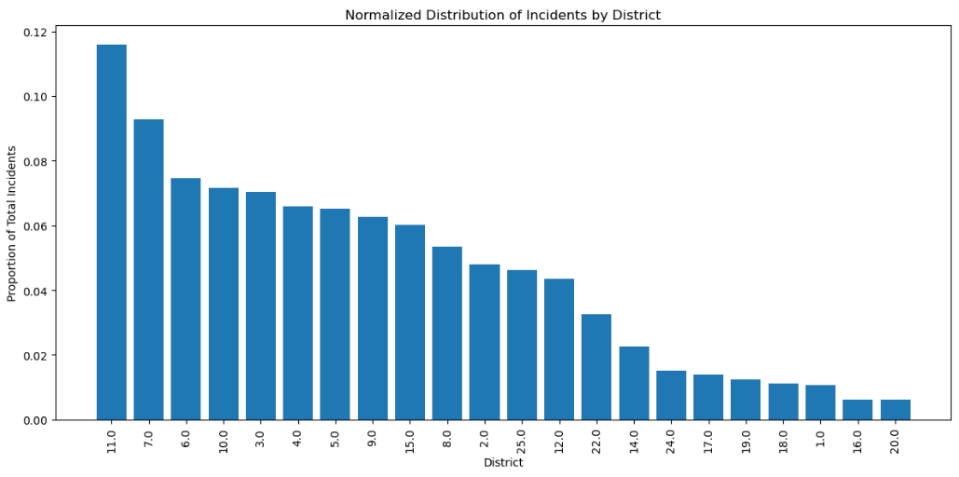 Normalized Distribution of Incidents by District
0.12
0.10
0.08
0.06
0.04
0.02
0.00
Proportion of Total Incidents
11.0 7.0 6.0 10.0 3.0 4.0 5.0 9.0 15.0 8.0 2.0 25.0 12.0 22.0 14.0 24.0 17.0 19.0 18.0 1.0 16.0 20.0
District